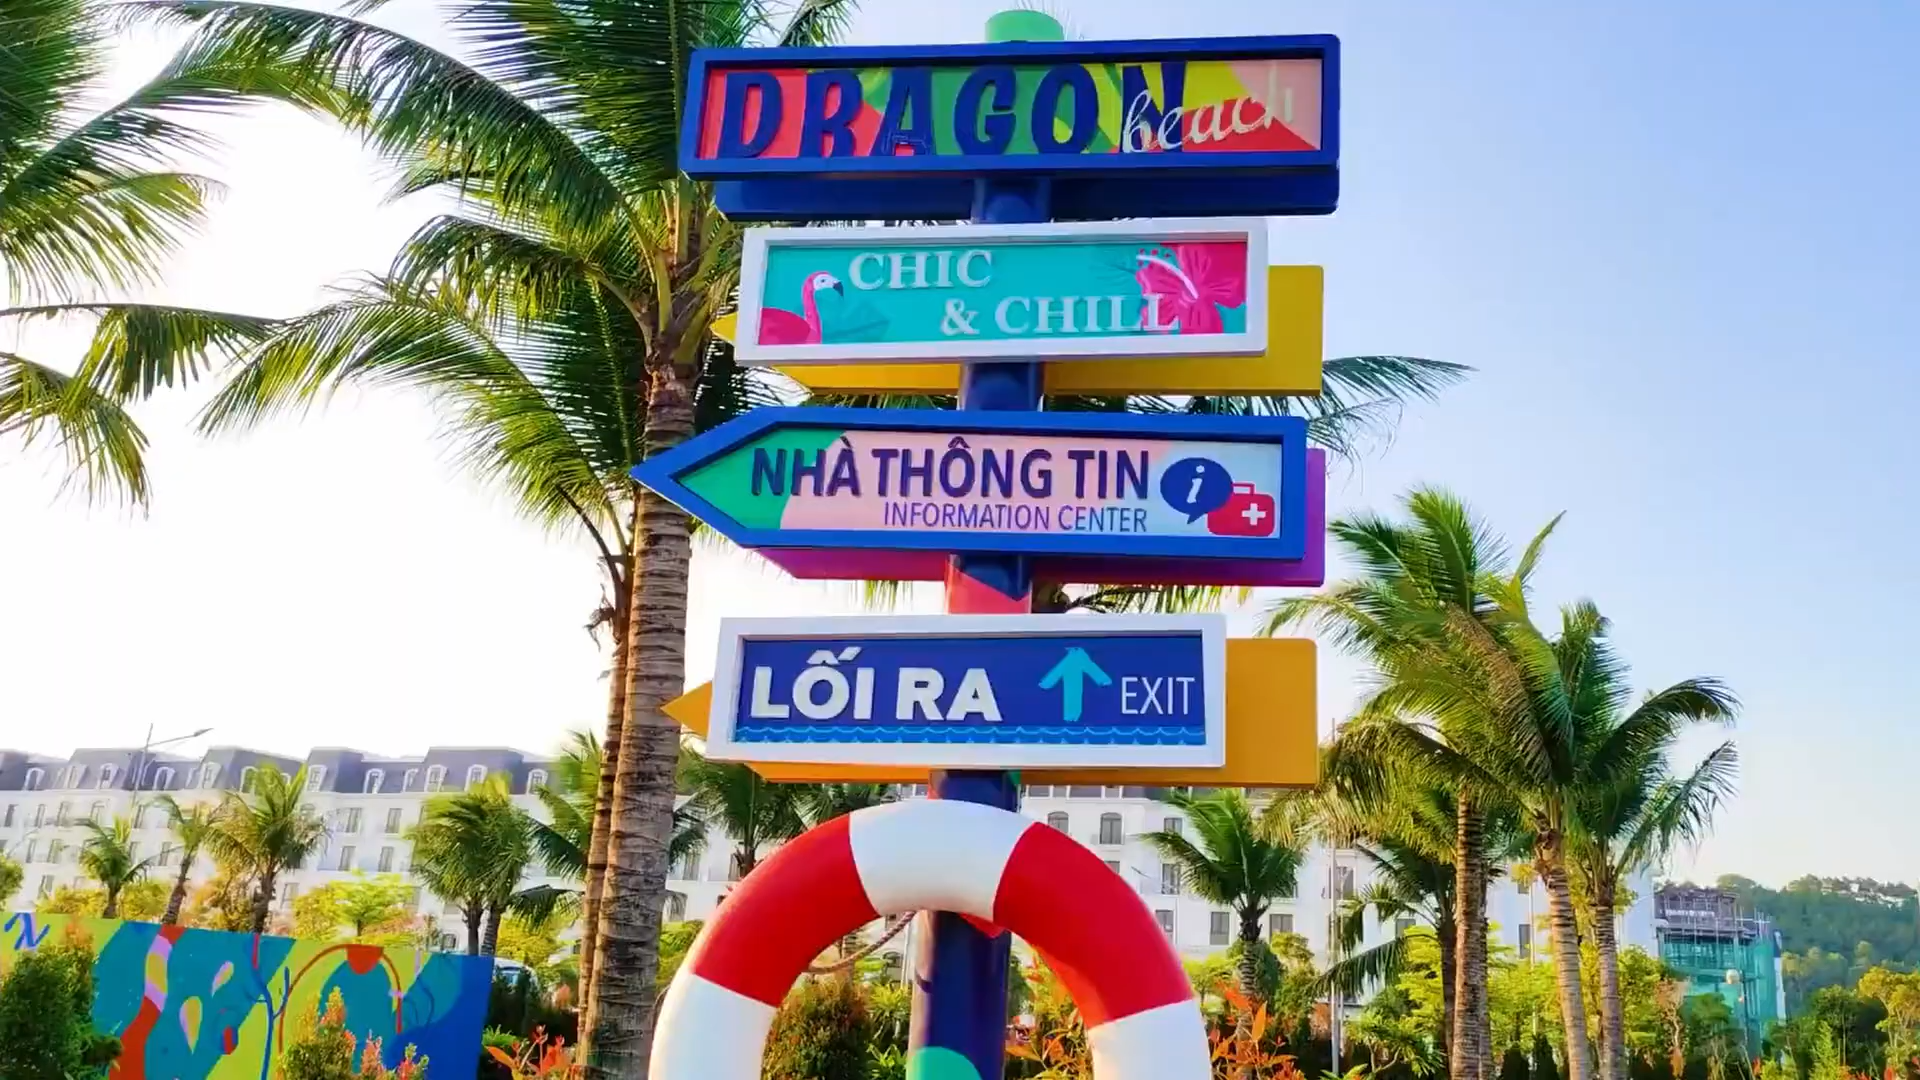 DRAGON
beach
CHIC
& CHILL
NHÀ THÔNG TIN i
INFORMATION CENTER
LỐI RA EXIT